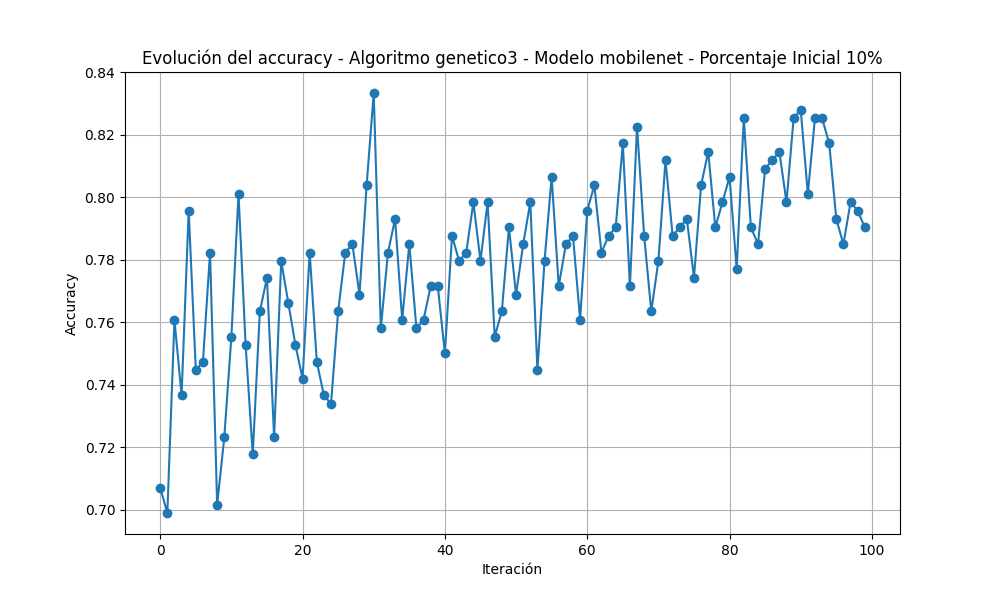 Evolución del accuracy - Algoritmo genetico3 - Modelo mobilenet - Porcentaje Inicial 10%
0.84
0.82
0.80
0.78
0.76
0.74
0.72
0.70
Accuracy
0 20 40 60 80 100
Iteración